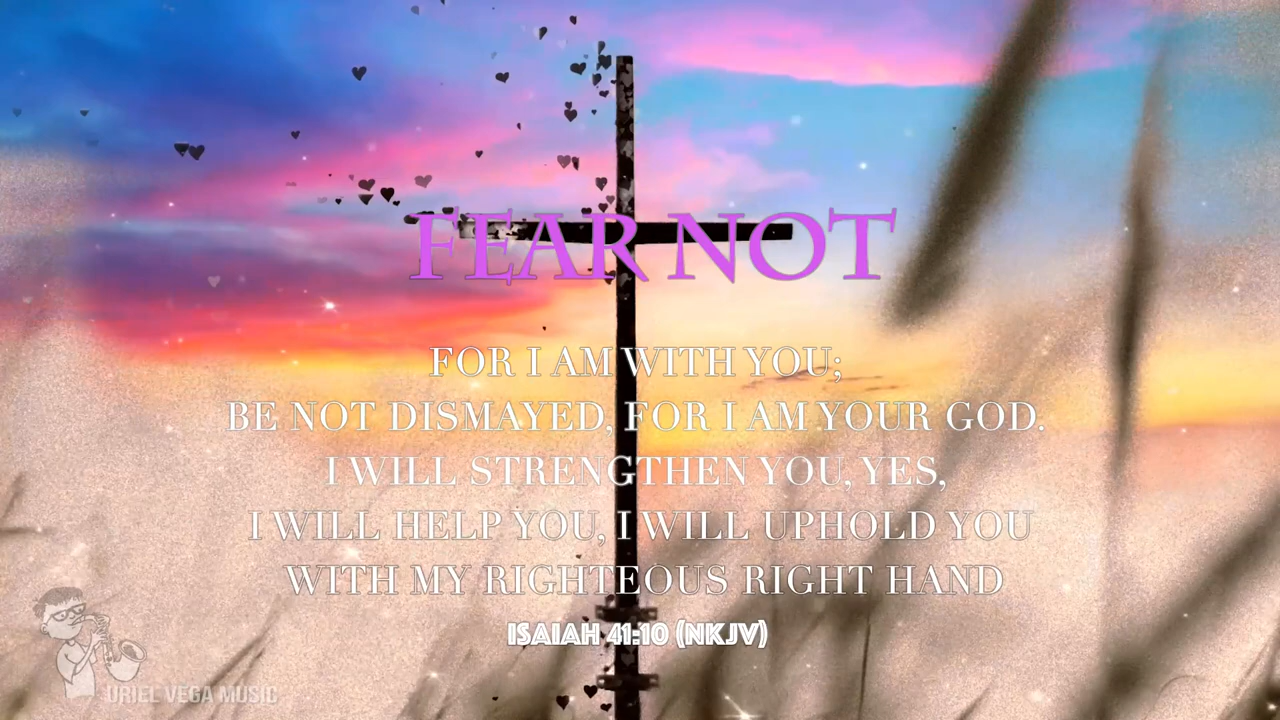 FEAR NOT
FOR I AM WITH YOU;
BE NOT DISMAYED, FOR I AM YOUR GOD.
I WILL STRENGTHEN YOU, YES,
I WILL HELP YOU, I WILL UPHOLD YOU
WITH MY RIGHTEOUS RIGHT HAND
ISAIAH 41:10 (NKJV)
URIEL VEGA MUSIC